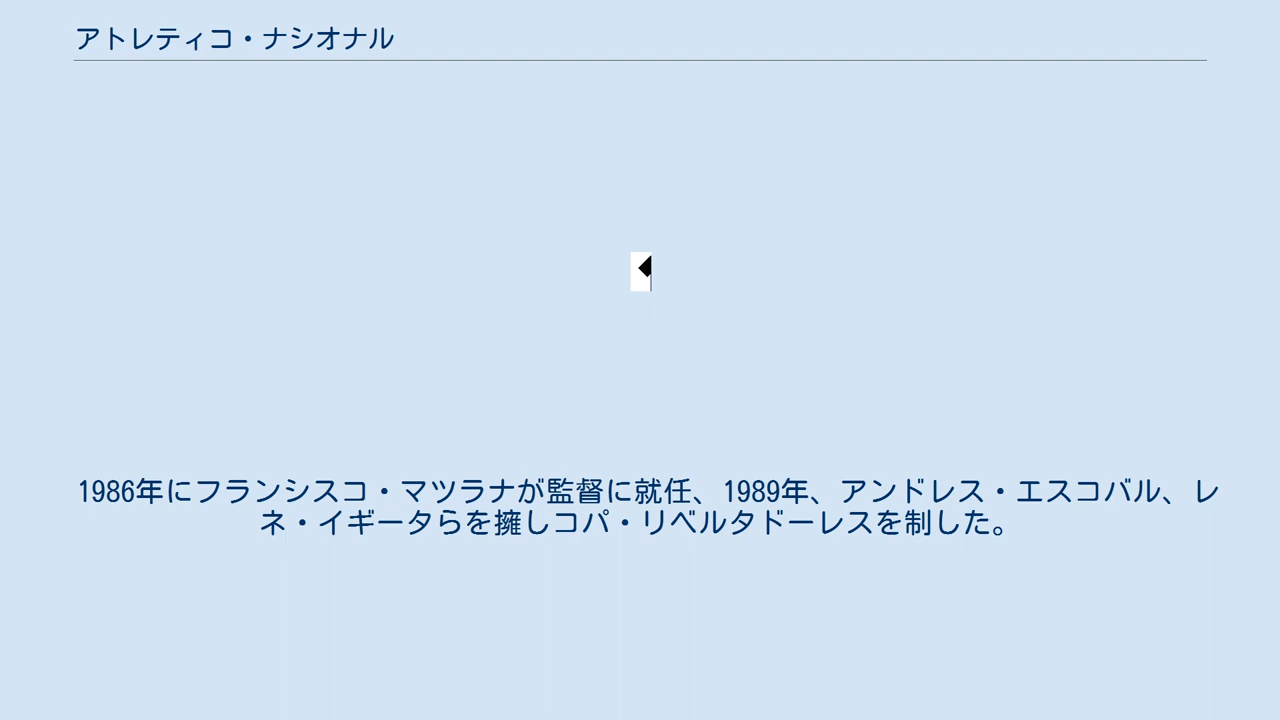 アトレティコ・ナシオナル
1986年にフランシスコ・マツラナが監督に就任、1989年、アンドレス・エスコバル、レ
ネ・イギータらを擁しコパ・リベルタドーレスを制した。